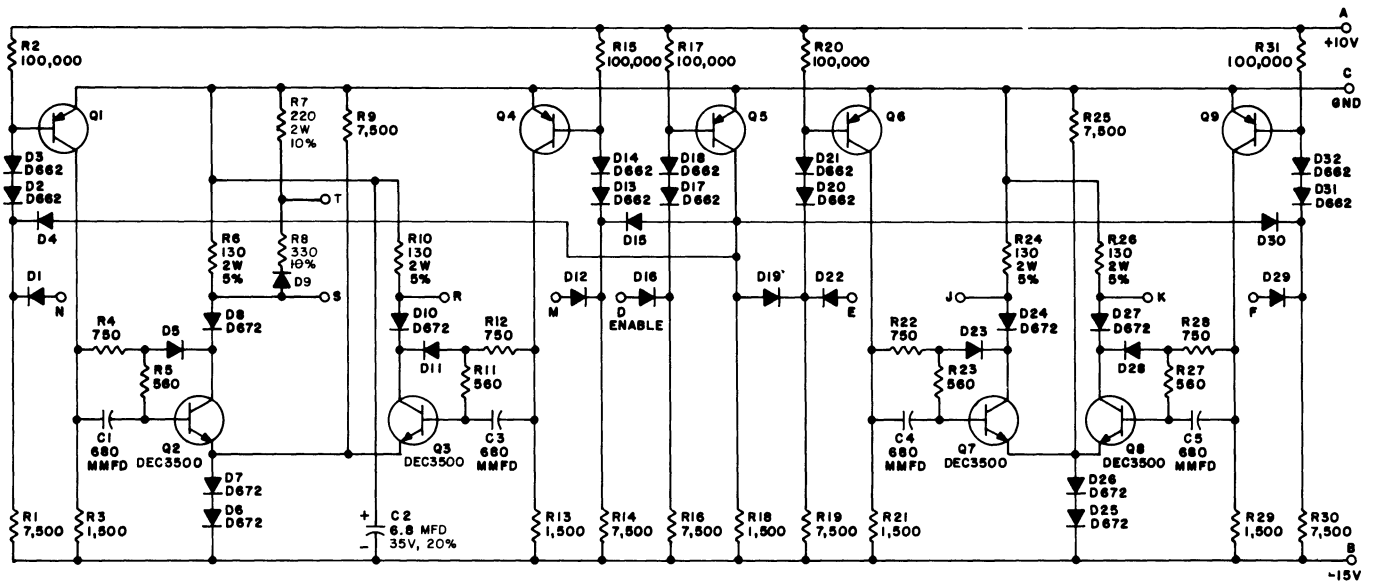 A
+10V
R2
100,000
R15
100,000
R17
100,000
R20
100,000
R31
100,000
C
GND
Q1
R7
220
2W
10%
R9
7,500
Q4
Q5
Q6
R25
7,500
Q9
D3
D662
D2
D662
D14
D662
D13
D662
D18
D662
D17
D662
D21
D662
D20
D662
D32
D662
D31
D662
T
D4
D15
D30
R6
130
2W
5%
R8
330
10%
D9
R10
130
2W
5%
R24
130
2W
5%
R26
130
2W
5%
D1
N
S
R
D12
M
D16
D
ENABLE
D19
D22
E
J
K
D29
F
R4
750
D5
D8
D672
D10
D672
R12
750
R22
750
D23
D24
D672
D27
D672
R28
750
R5
560
D11
R11
560
R23
560
D28
R27
560
C1
680
MMFD
Q2
DEC3500
Q3
DEC3500
C3
680
MMFD
C4
680
MMFD
Q7
DEC3500
Q8
DEC3500
C5
680
MMFD
D7
D672
D6
D672
D26
D672
D25
D672
R1
7,500
R3
1,500
+
C2
6.8 MFD
35V, 20%
-
R13
1,500
R14
7,500
R16
7,500
R18
1,500
R19
7,500
R21
1,500
R29
1,500
R30
7,500
B
-15V